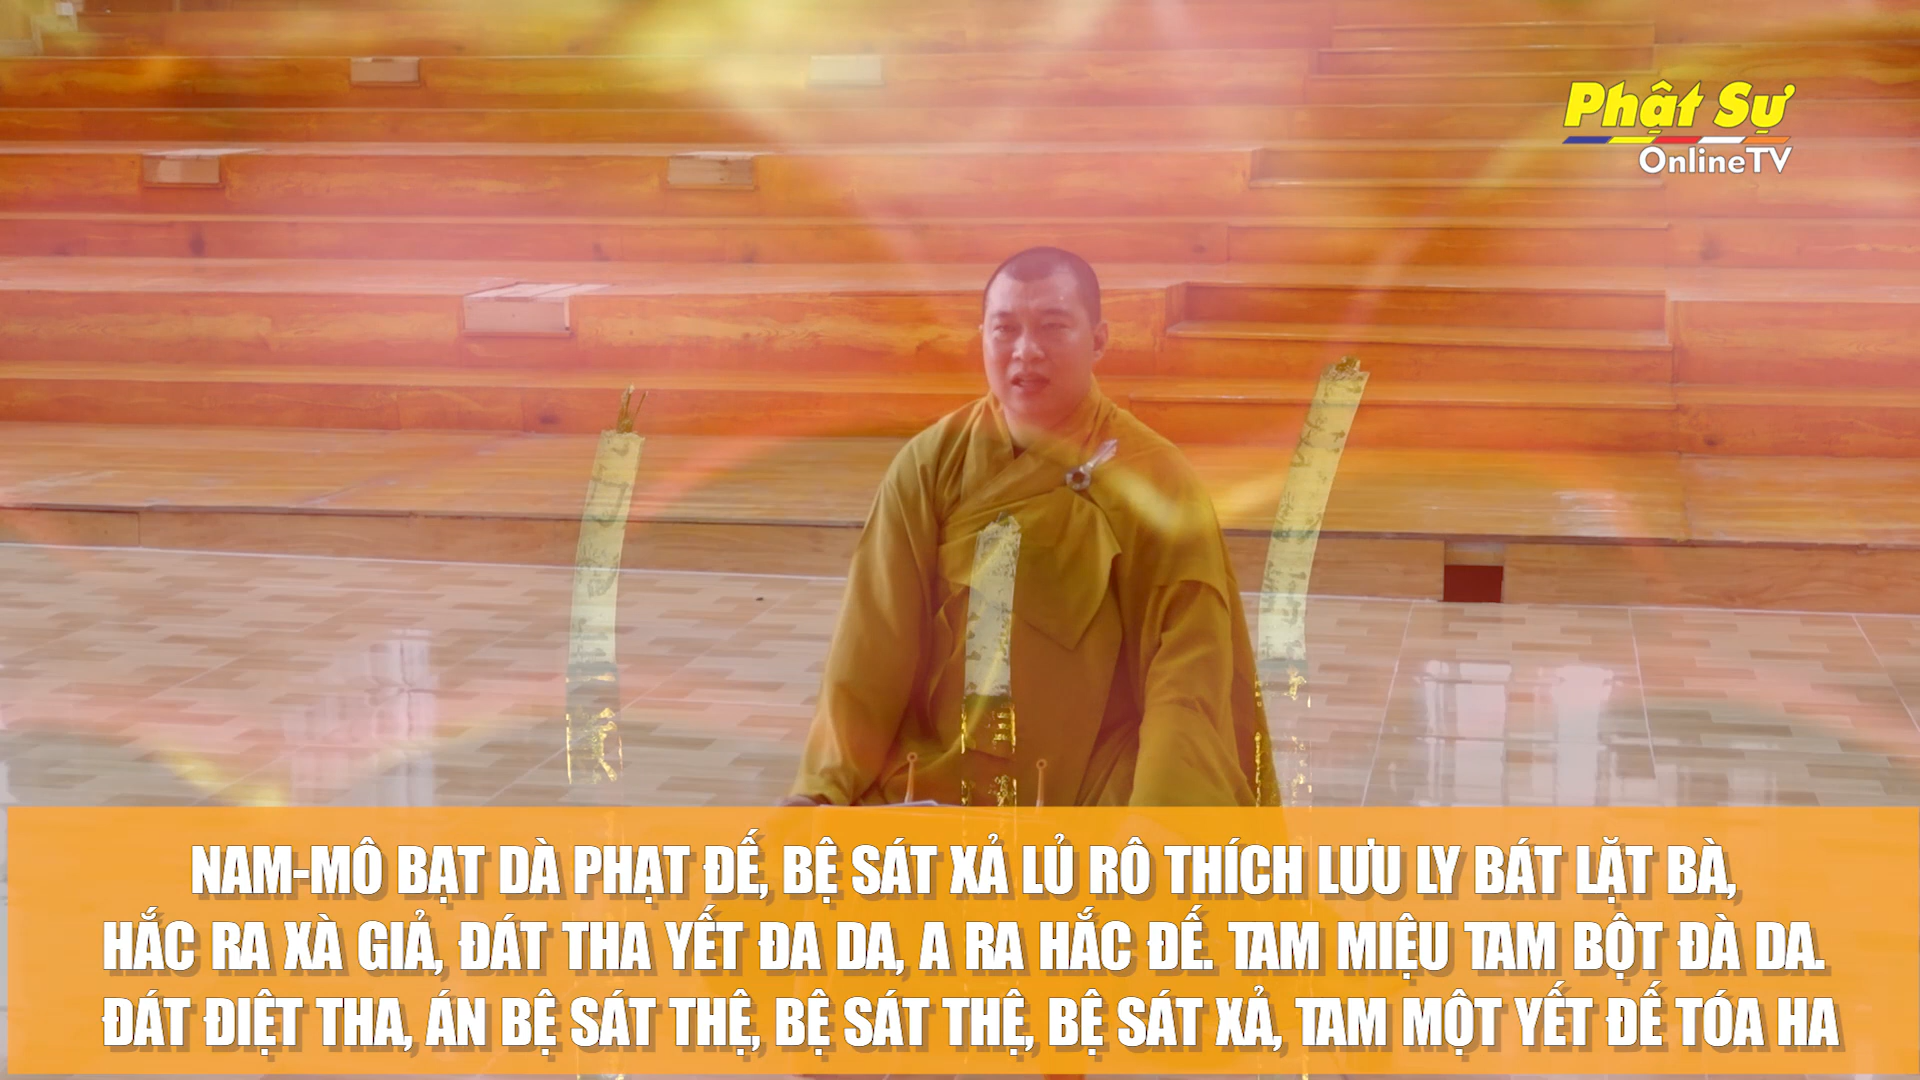 Phật Sự
OnlineTV
NAM-MÔ BẠT DÀ PHẠT ĐẾ, BỆ SÁT XẢ LỦ RÔ THÍCH LƯU LY BÁT LẶT BÀ,
HẮC RA XÀ GIẢ, ĐÁT THA YẾT ĐA DA, A RA HẮC ĐẾ. TAM MIỆU TAM BỘT ĐÀ DA.
ĐÁT ĐIỆT THA, ÁN BỆ SÁT THỆ, BỆ SÁT THỆ, BỆ SÁT XẢ, TAM MỘT YẾT ĐẾ TÓA HA